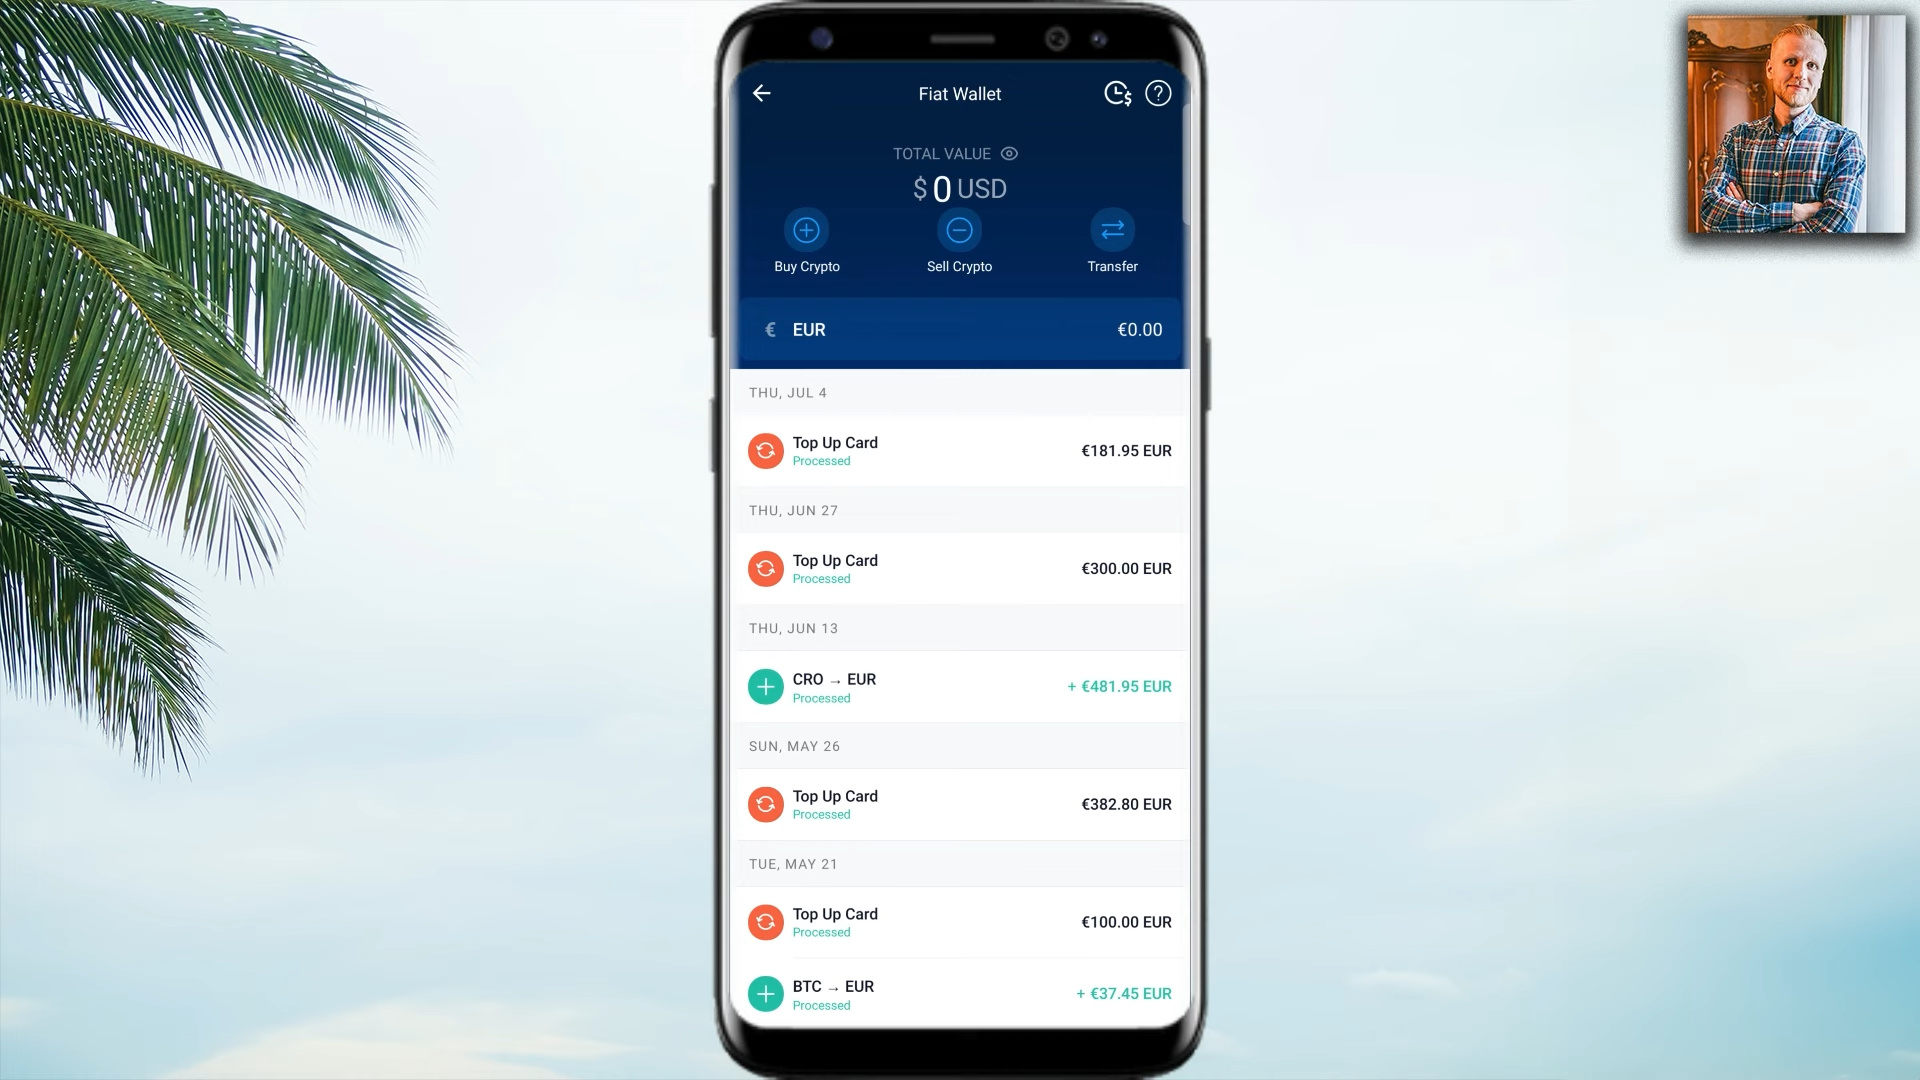 Fiat Wallet
TOTAL VALUE
$ 0 USD
Buy Crypto
Sell Crypto
Transfer
€ EUR €0.00
THU, JUL 4
Top Up Card
Processed
€181.95 EUR
THU, JUN 27
Top Up Card
Processed
€300.00 EUR
THU, JUN 13
CRO → EUR
Processed
+ €481.95 EUR
SUN, MAY 26
Top Up Card
Processed
€382.80 EUR
TUE, MAY 21
Top Up Card
Processed
€100.00 EUR
BTC → EUR
Processed
+ €37.45 EUR